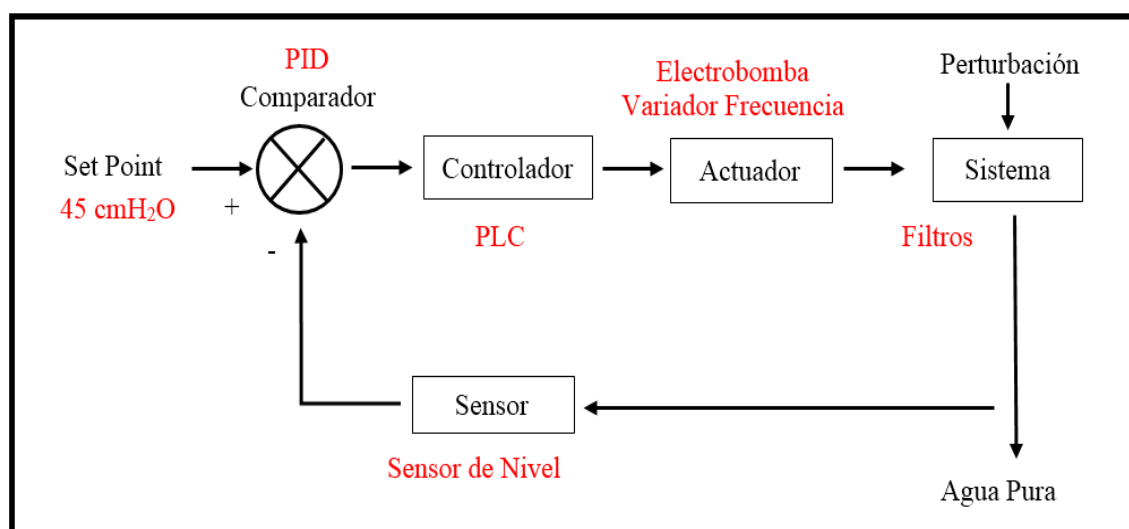 PID
Comparador
Electrobomba
Variador Frecuencia
Perturbación
Set Point
45 cmH₂O
+
-
Controlador
PLC
Actuador
Sistema
Filtros
Sensor
Sensor de Nivel
Agua Pura